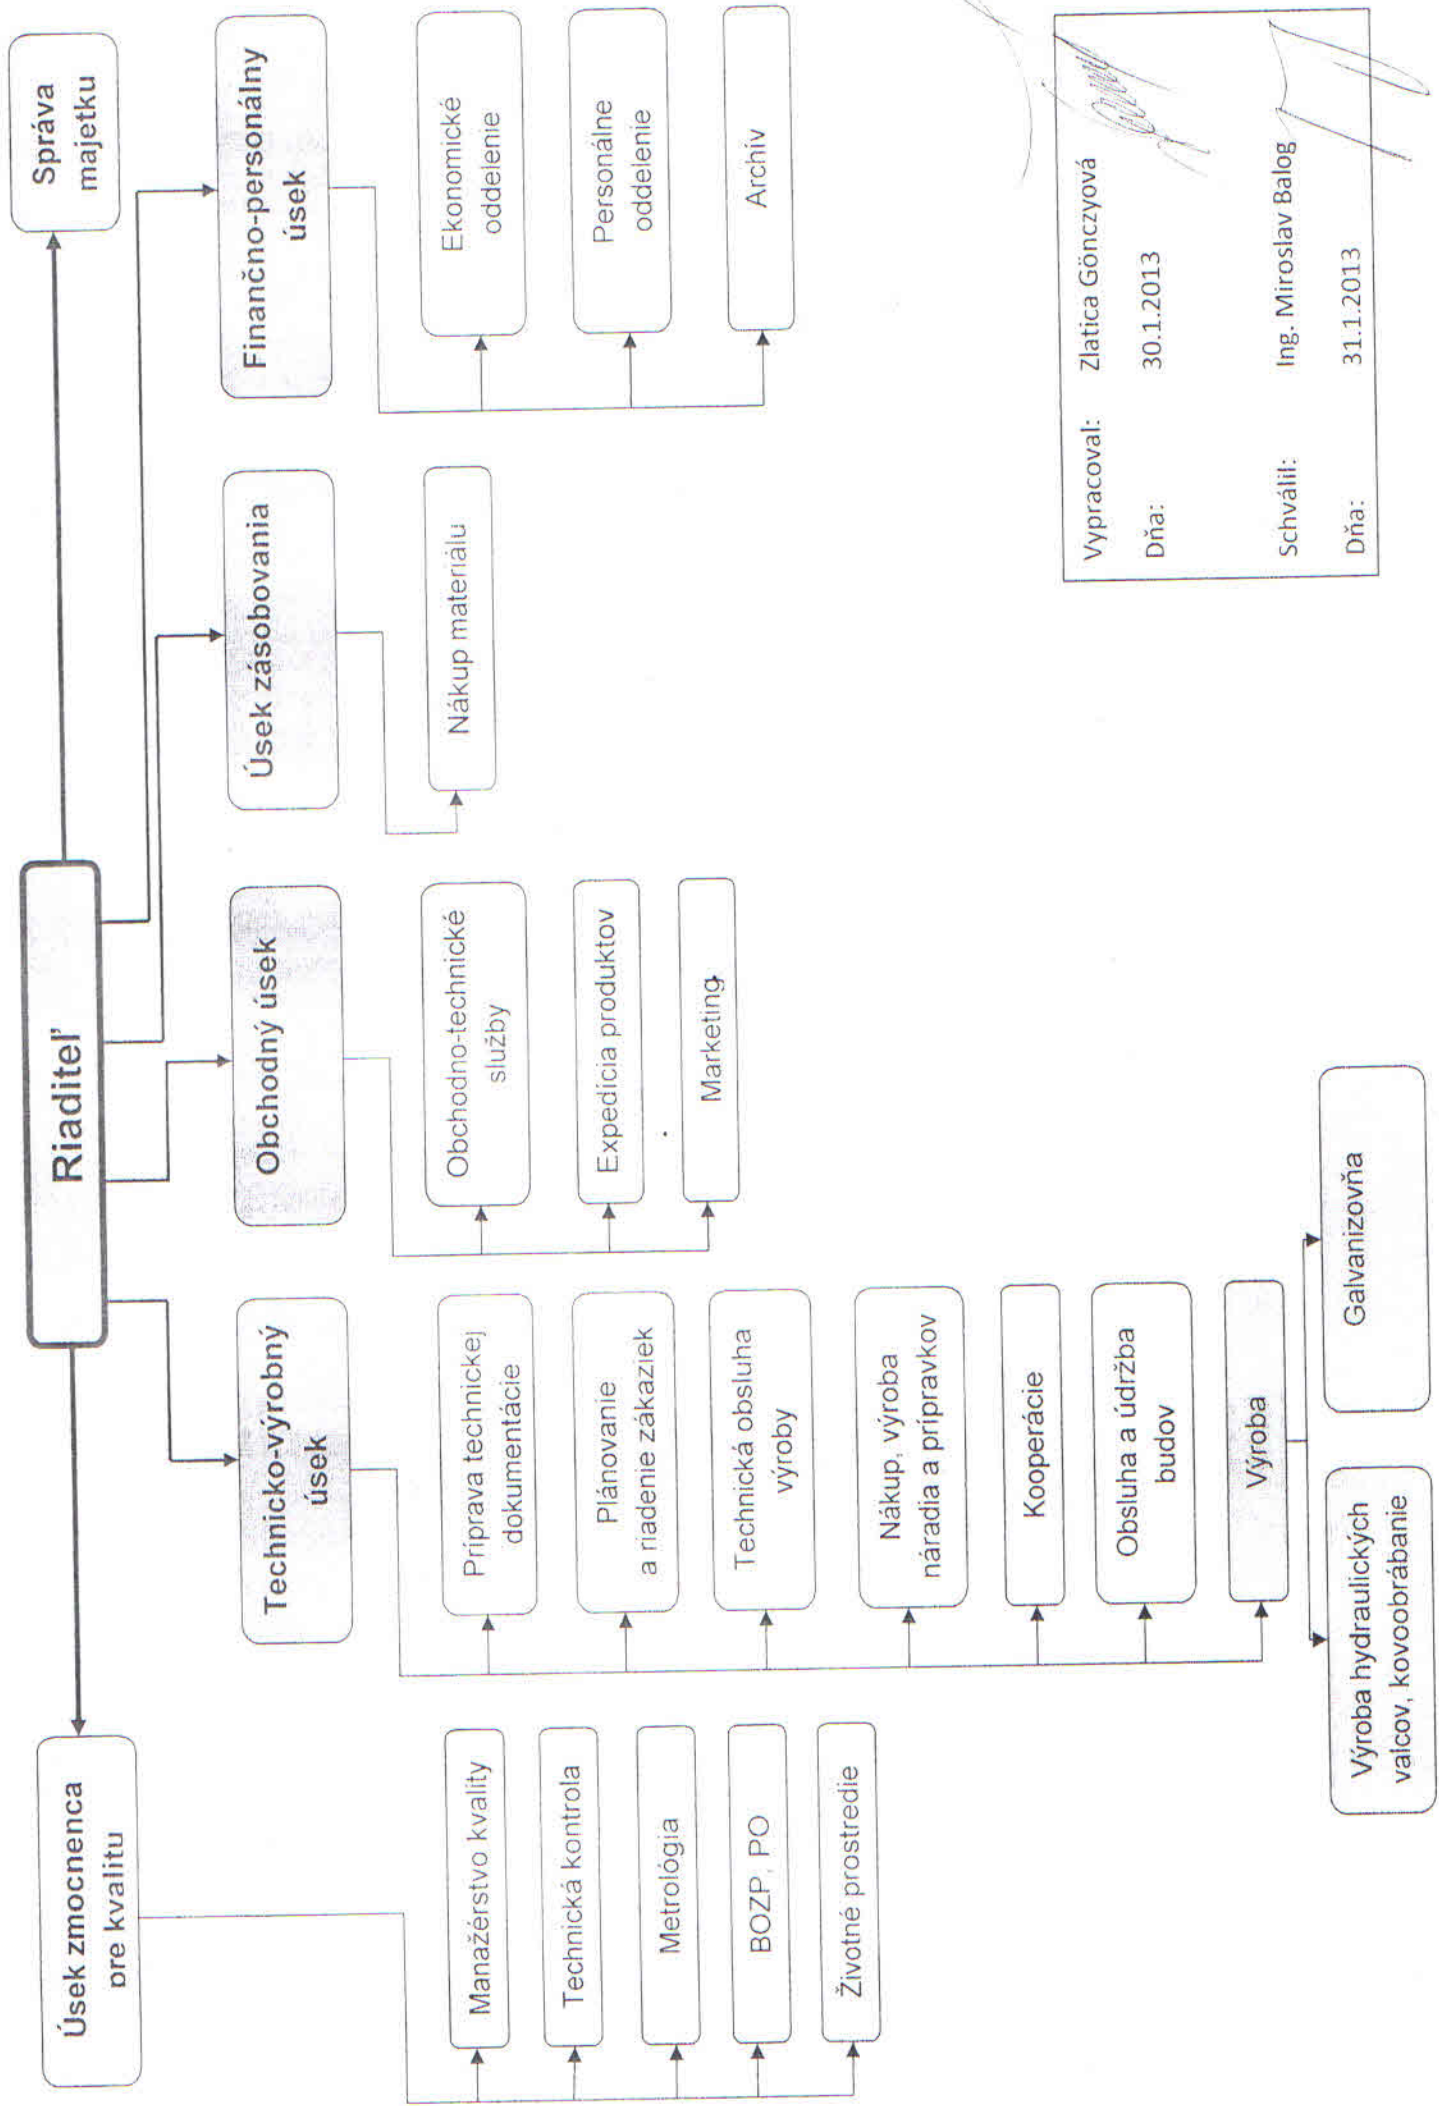 Riaditeľ
Správa
majetku
Úsek zmocnenca
pre kvalitu
Manažérstvo kvality
Technická kontrola
Metrológia
BOZP, PO
Životné prostredie
Technicko-výrobný
úsek
Príprava technickej
dokumentácie
Plánovanie
a riadenie zákaziek
Technická obsluha
výroby
Nákup, výroba
náradia a prípravkov
Kooperácie
Obsluha a údržba
budov
Výroba
Výroba hydraulických
valcov, kovoobrábanie
Galvanizovňa
Obchodný úsek
Obchodno-technické
služby
Expedícia produktov
Marketing
Úsek zásobovania
Nákup materiálu
Finančno-personálny
úsek
Ekonomické
oddelenie
Personálne
oddelenie
Archív
Vypracoval: Zlatica Gönczyová
Dňa: 30.1.2013
Schválil: Ing. Miroslav Balog
Dňa: 31.1.2013